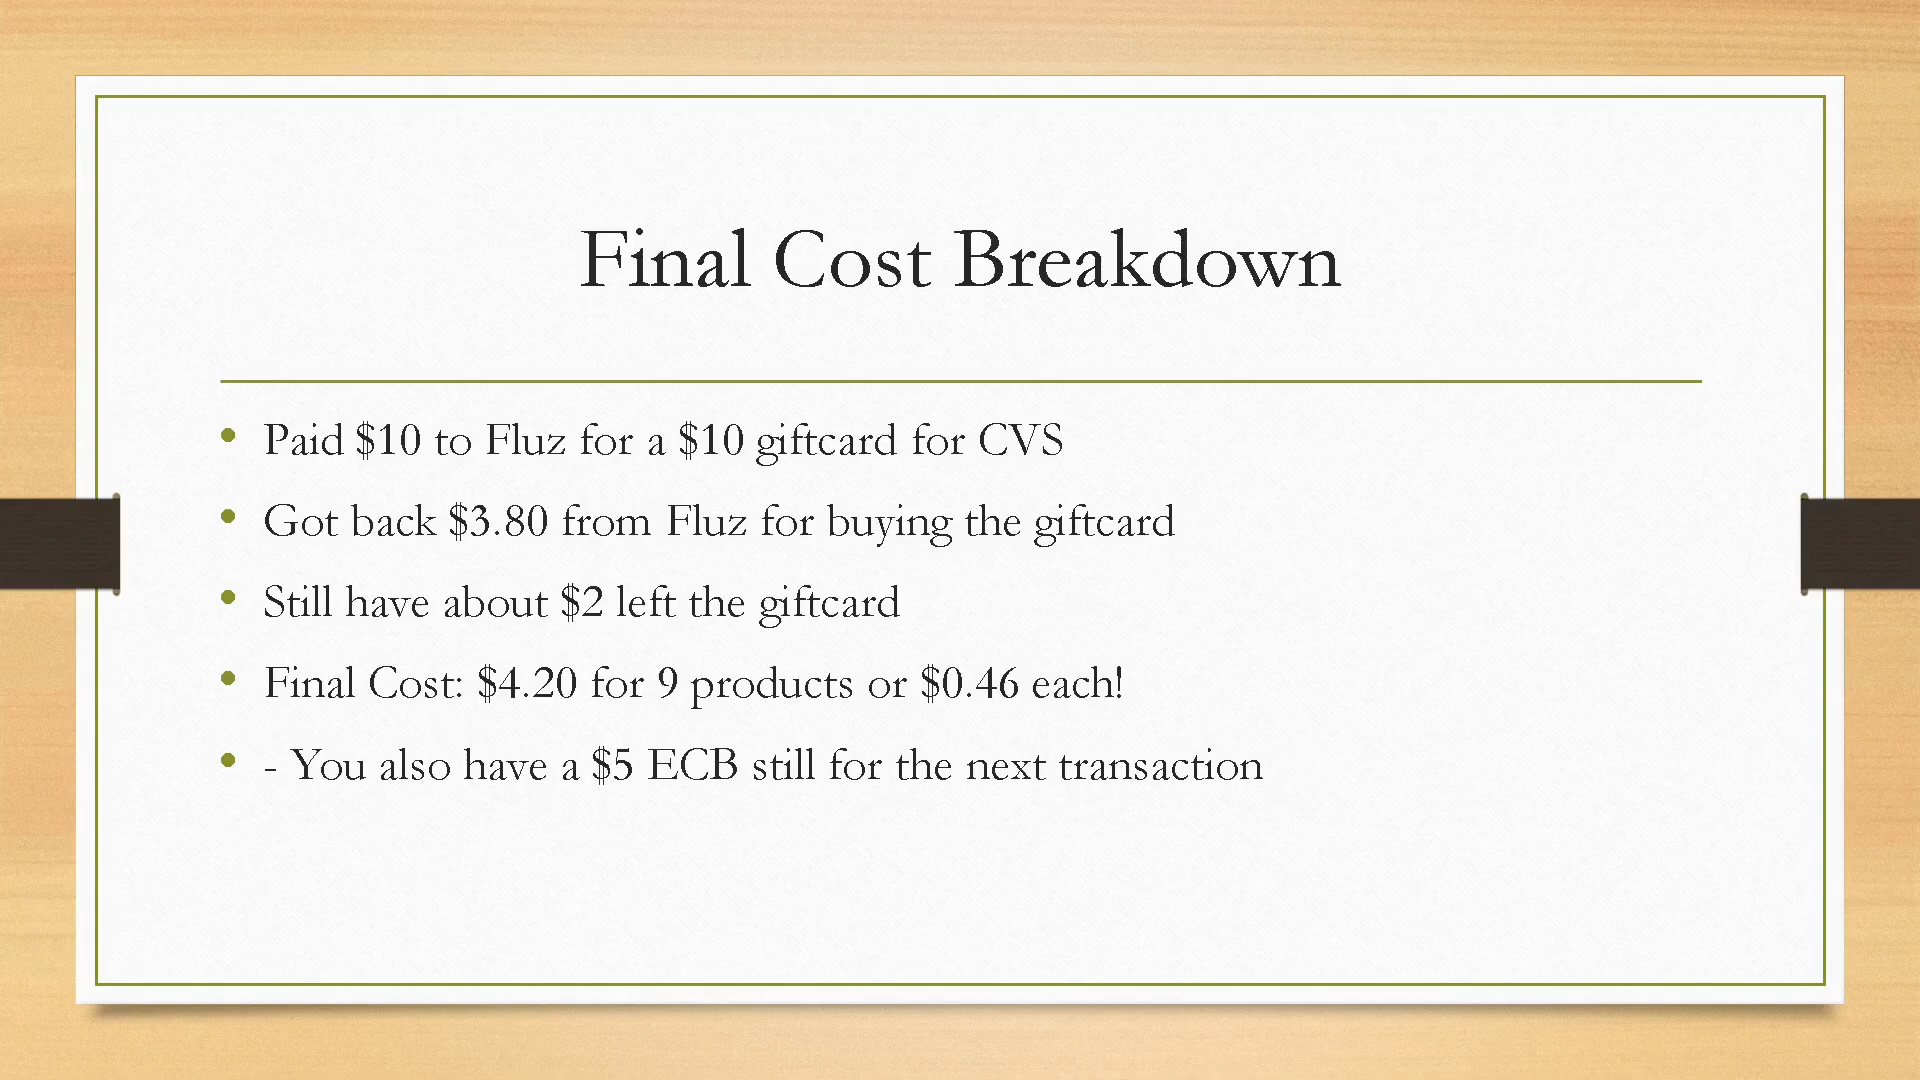 Final Cost Breakdown
• Paid $10 to Fluz for a $10 giftcard for CVS
• Got back $3.80 from Fluz for buying the giftcard
• Still have about $2 left the giftcard
• Final Cost: $4.20 for 9 products or $0.46 each!
• - You also have a $5 ECB still for the next transaction